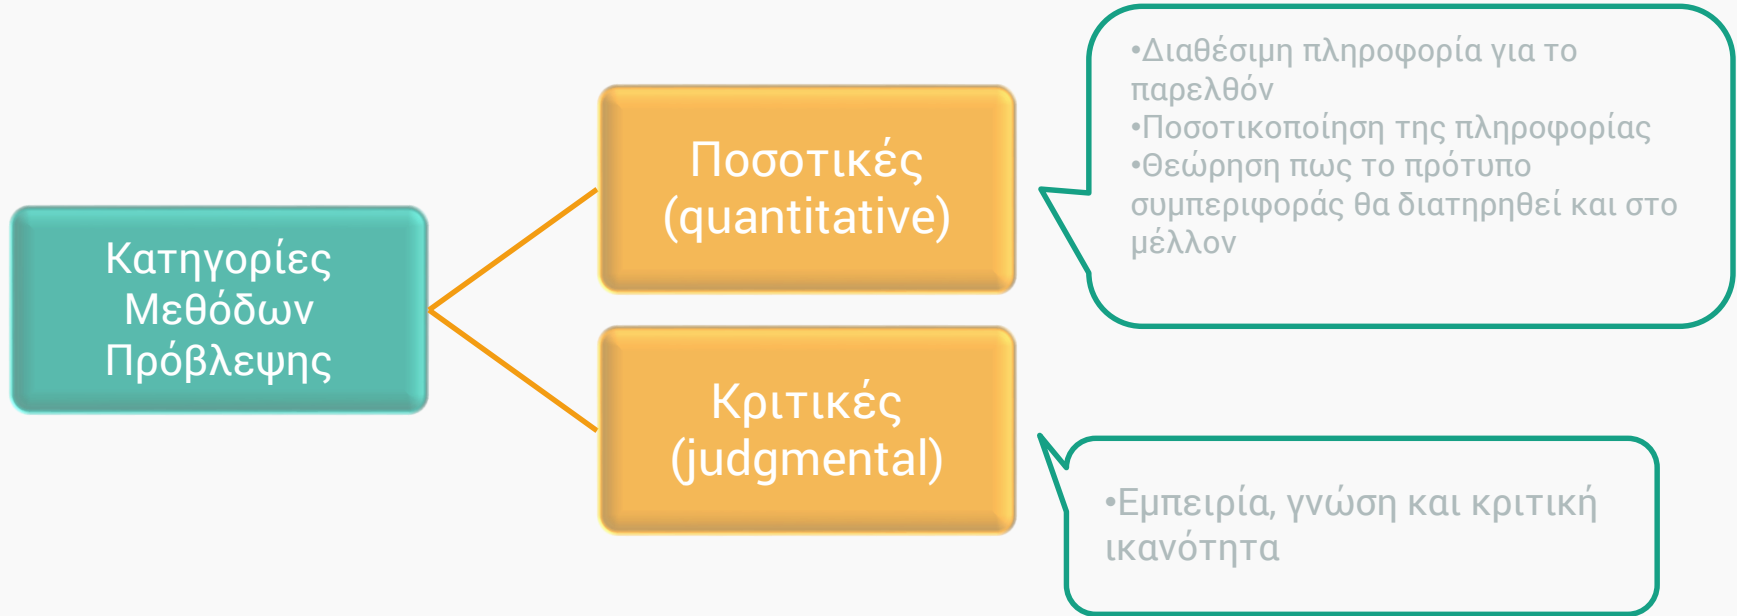 Κατηγορίες
Μεθόδων
Πρόβλεψης
Ποσοτικές
(quantitative)
•Διαθέσιμη πληροφορία για το
παρελθόν
•Ποσοτικοποίηση της πληροφορίας
•Θεώρηση πως το πρότυπο
συμπεριφοράς θα διατηρηθεί και στο
μέλλον
Κριτικές
(judgmental)
•Εμπειρία, γνώση και κριτική
ικανότητα